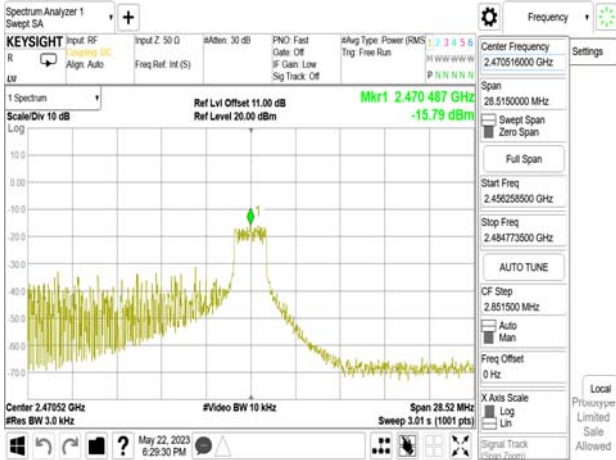 Spectrum Analyzer 1
Swept SA
+
Frequency
KEYSIGHT
R
Input: RF
Coupling: DC
Align: Auto
Input Z: 50 Ω
Freq Ref: Int (S)
#Atten: 30 dB
PNO: Fast
Gate: Off
IF Gain: Low
Sig Track: Off
#Avg Type: Power (RMS
Trig: Free Run
1 2 3 4 5 6
M W W W W W
P N N N N N
1 Spectrum
Scale/Div 10 dB
Log
Ref Lvl Offset 11.00 dB
Ref Level 20.00 dBm
Mkr1 2.470 487 GHz
-15.79 dBm
10.0
0.00
-10.0
-20.0
-30.0
-40.0
-50.0
-60.0
-70.0
1
Center 2.47052 GHz
#Res BW 3.0 kHz
#Video BW 10 kHz
Span 28.52 MHz
Sweep 3.01 s (1001 pts)
May 22, 2023
6:29:30 PM
?
Center Frequency
2.470516000 GHz
Span
28.5150000 MHz
Swept Span
Zero Span
Full Span
Start Freq
2.456258500 GHz
Stop Freq
2.484773500 GHz
AUTO TUNE
CF Step
2.851500 MHz
Auto
Man
Freq Offset
0 Hz
X Axis Scale
Log
Lin
Signal Track
(Span Zoom)
Settings
Local
Prototype
Limited
Sale
Allowed